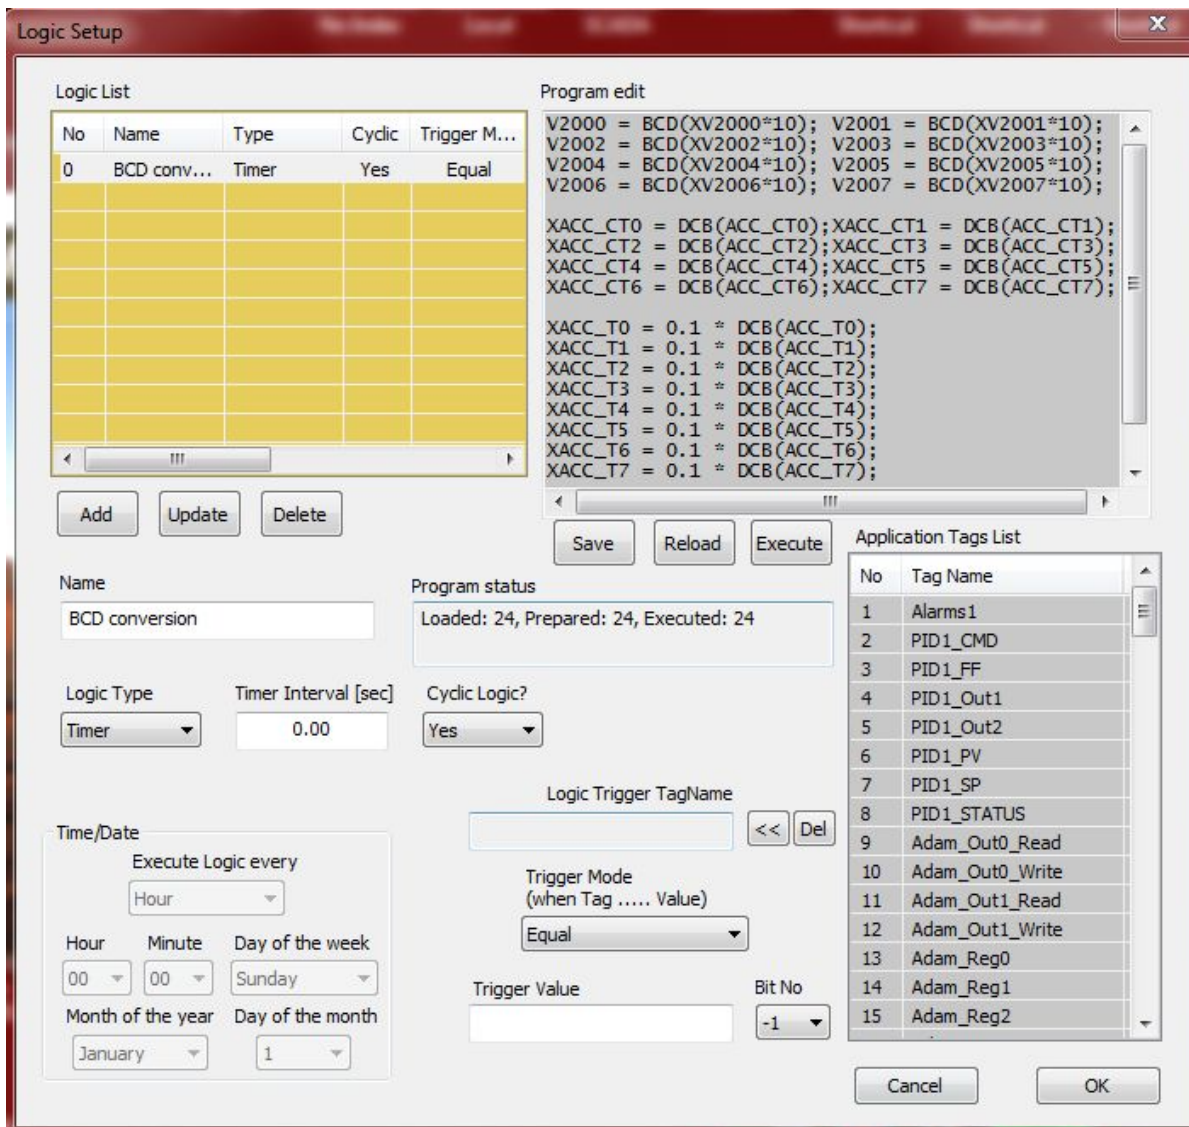 Logic Setup
Logic List
No Name Type Cyclic Trigger M...
0 BCD conv... Timer Yes Equal
Add Update Delete
Program edit
V2000 = BCD(XV2000*10); V2001 = BCD(XV2001*10);
V2002 = BCD(XV2002*10); V2003 = BCD(XV2003*10);
V2004 = BCD(XV2004*10); V2005 = BCD(XV2005*10);
V2006 = BCD(XV2006*10); V2007 = BCD(XV2007*10);
XACC_CT0 = DCB(ACC_CT0);XACC_CT1 = DCB(ACC_CT1);
XACC_CT2 = DCB(ACC_CT2);XACC_CT3 = DCB(ACC_CT3);
XACC_CT4 = DCB(ACC_CT4);XACC_CT5 = DCB(ACC_CT5);
XACC_CT6 = DCB(ACC_CT6);XACC_CT7 = DCB(ACC_CT7);
XACC_T0 = 0.1 * DCB(ACC_T0);
XACC_T1 = 0.1 * DCB(ACC_T1);
XACC_T2 = 0.1 * DCB(ACC_T2);
XACC_T3 = 0.1 * DCB(ACC_T3);
XACC_T4 = 0.1 * DCB(ACC_T4);
XACC_T5 = 0.1 * DCB(ACC_T5);
XACC_T6 = 0.1 * DCB(ACC_T6);
XACC_T7 = 0.1 * DCB(ACC_T7);
Save Reload Execute
Name
BCD conversion
Program status
Loaded: 24, Prepared: 24, Executed: 24
Logic Type Timer Interval [sec] Cyclic Logic?
Timer 0.00 Yes
Logic Trigger TagName
<< Del
Trigger Mode
(when Tag ..... Value)
Equal
Trigger Value Bit No
-1
Time/Date
Execute Logic every
Hour
Hour Minute Day of the week
00 00 Sunday
Month of the year Day of the month
January 1
Application Tags List
No Tag Name
1 Alarms1
2 PID1_CMD
3 PID1_FF
4 PID1_Out1
5 PID1_Out2
6 PID1_PV
7 PID1_SP
8 PID1_STATUS
9 Adam_Out0_Read
10 Adam_Out0_Write
11 Adam_Out1_Read
12 Adam_Out1_Write
13 Adam_Reg0
14 Adam_Reg1
15 Adam_Reg2
Cancel OK